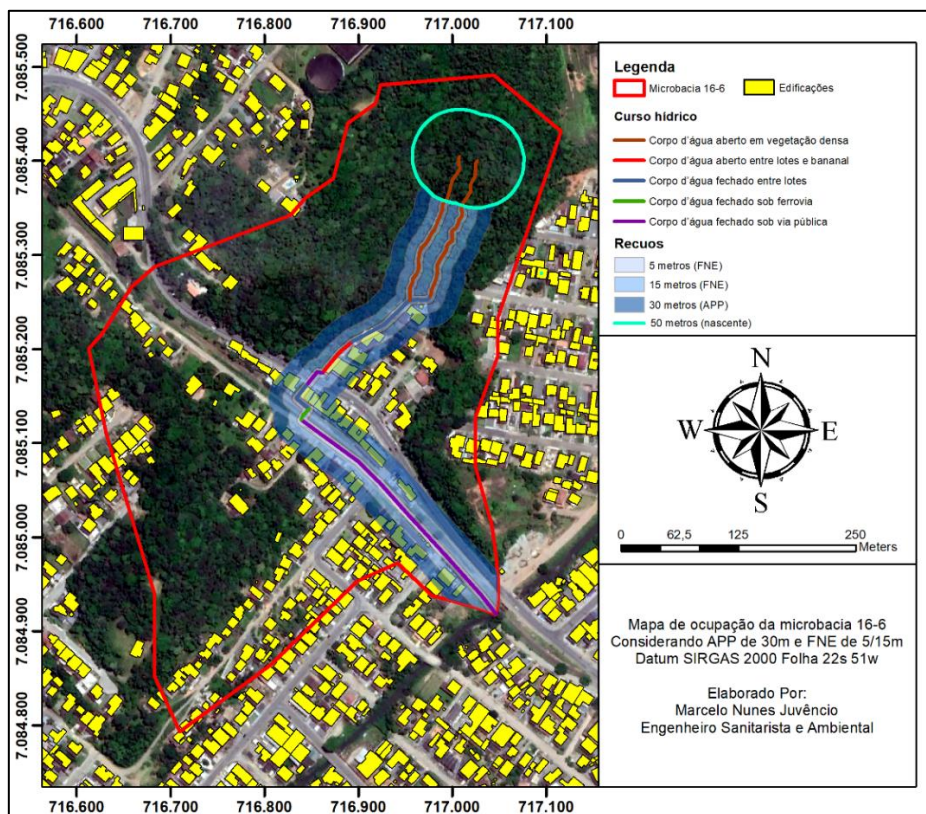 716.600 716.700 716.800 716.900 717.000 717.100
7.085.500
7.085.400
7.085.300
7.085.200
7.085.100
7.085.000
7.084.900
7.084.800
716.600 716.700 716.800 716.900 717.000 717.100
Legenda
Microbacia 16-6 Edificações
Curso hídrico
Corpo d'água aberto em vegetação densa
Corpo d'água aberto entre lotes e bananal
Corpo d'água fechado entre lotes
Corpo d'água fechado sob ferrovia
Corpo d'água fechado sob via pública
Recuos
5 metros (FNE)
15 metros (FNE)
30 metros (APP)
50 metros (nascente)
N
W E
S
0 62,5 125 250
Meters
Mapa de ocupação da microbacia 16-6
Considerando APP de 30m e FNE de 5/15m
Datum SIRGAS 2000 Folha 22s 51w
Elaborado Por:
Marcelo Nunes Juvêncio
Engenheiro Sanitarista e Ambiental